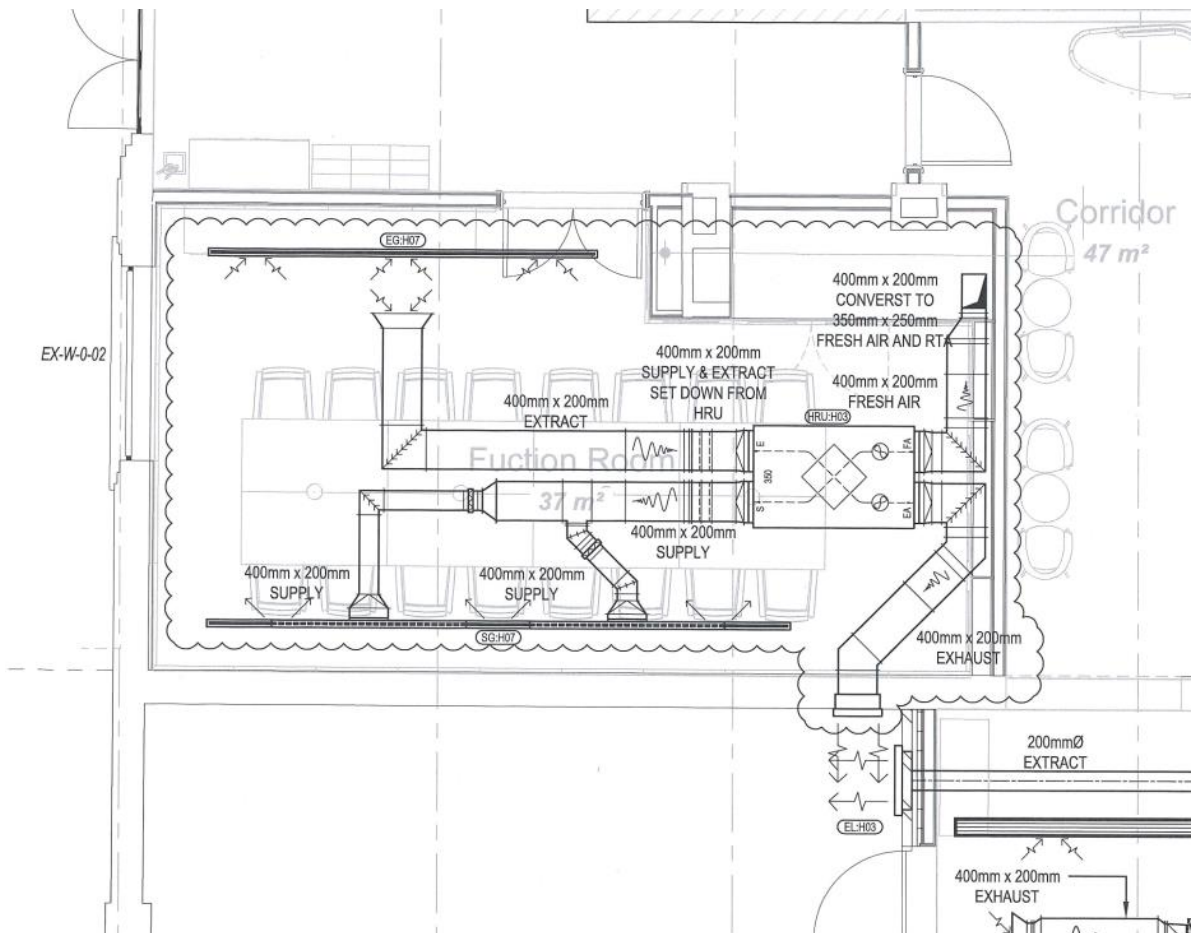 EG:H07
Corridor
47 m²
400mm x 200mm
CONVERST TO
350mm x 250mm
FRESH AIR AND RTA
EX-W-0-02
400mm x 200mm
SUPPLY & EXTRACT
SET DOWN FROM
HRU
400mm x 200mm
FRESH AIR
400mm x 200mm
EXTRACT
HRU:H03
Fuction Room
37 m²
E
FA
350
S
EA
400mm x 200mm
SUPPLY
400mm x 200mm
SUPPLY
400mm x 200mm
SUPPLY
SG:H07
400mm x 200mm
EXHAUST
200mmØ
EXTRACT
EL:H03
400mm x 200mm
EXHAUST